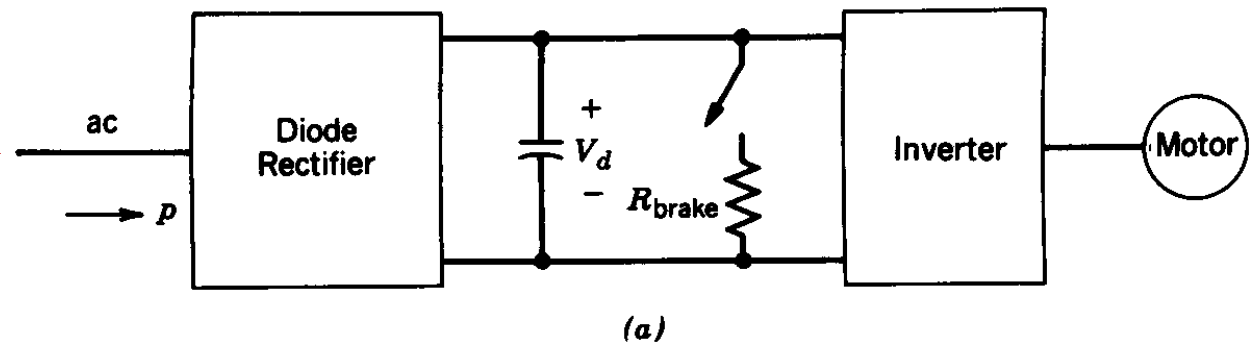 ac
p
Diode
Rectifier
+
V_d
−
R_brake
Inverter
Motor
(a)